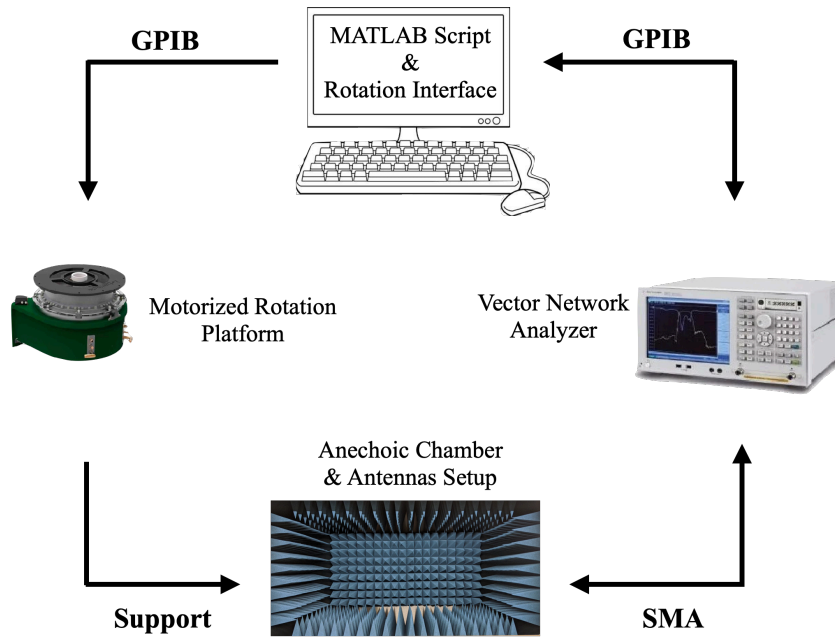 GPIB
MATLAB Script
&
Rotation Interface
GPIB
Motorized Rotation
Platform
Vector Network
Analyzer
Anechoic Chamber
& Antennas Setup
Support
SMA